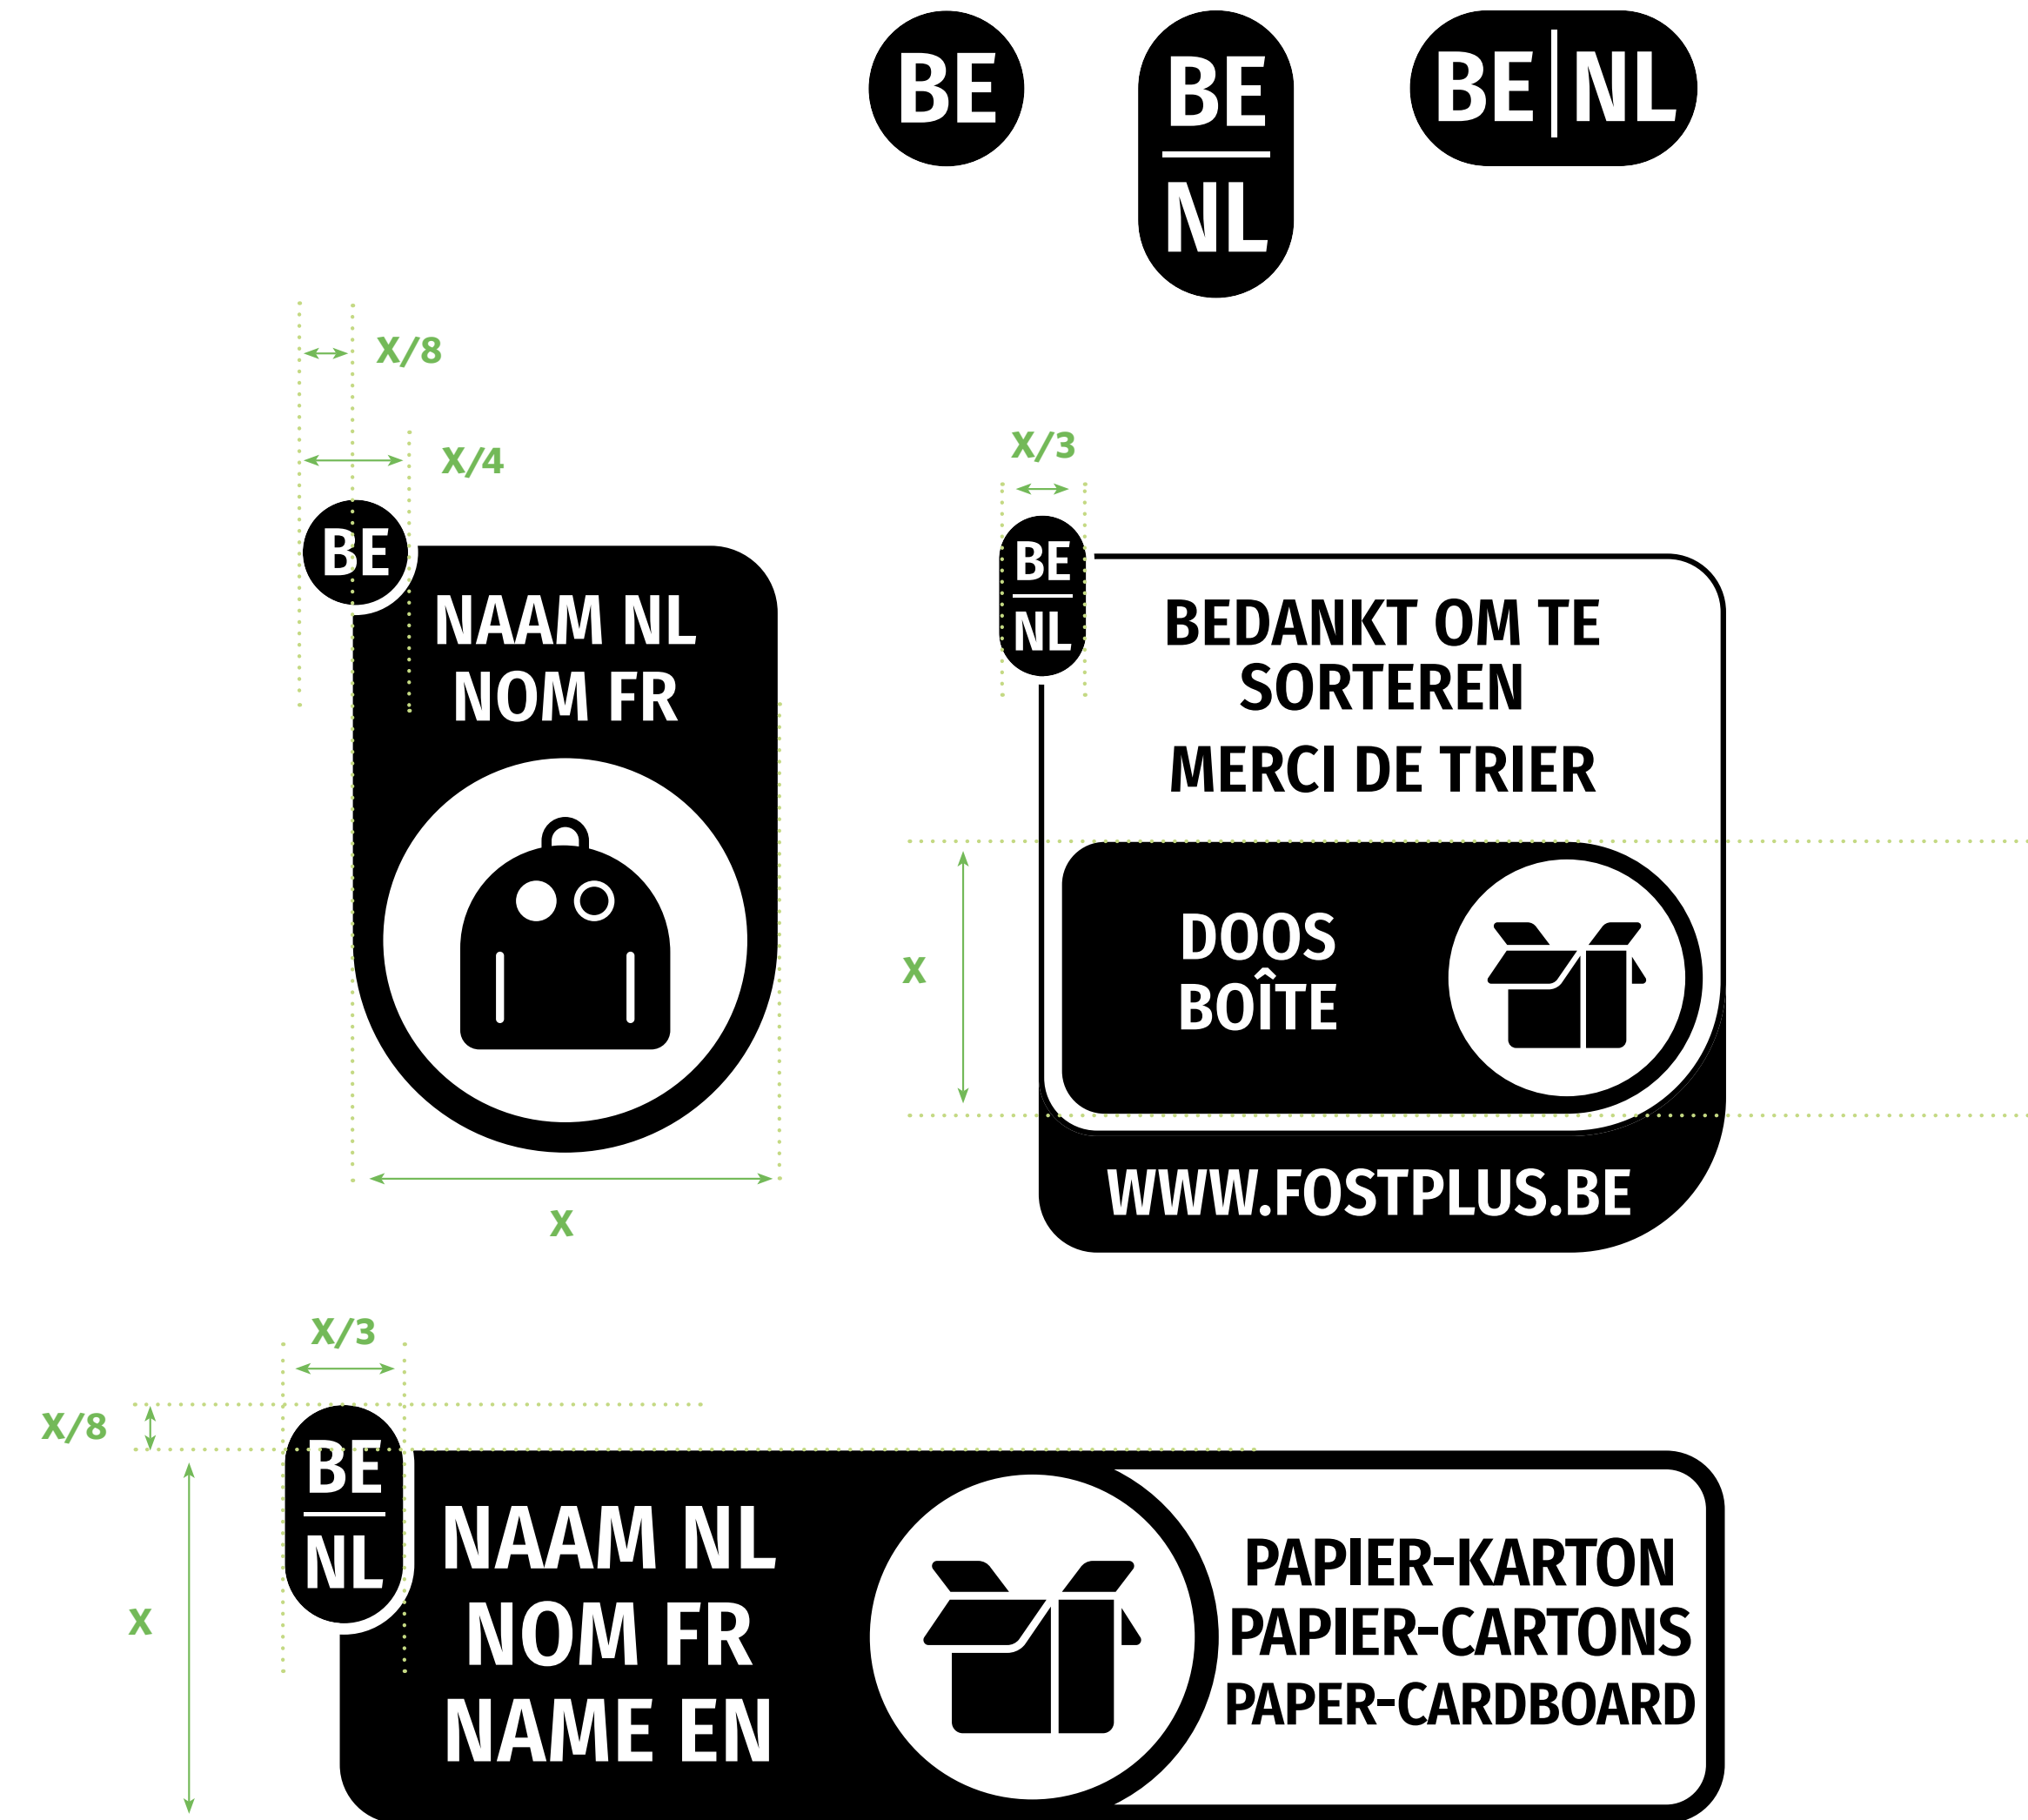 BE
BE
NL
BE|NL
X/8
X/4
BE
NAAM NL
NOM FR
X
X/3
BE
NL
BEDANKT OM TE
SORTEREN
MERCI DE TRIER
X
DOOS
BOÎTE
WWW.FOSTPLUS.BE
X/3
X/8
X
BE
NL
NAAM NL
NOM FR
NAME EN
PAPIER-KARTON
PAPIER-CARTONS
PAPER-CARDBOARD